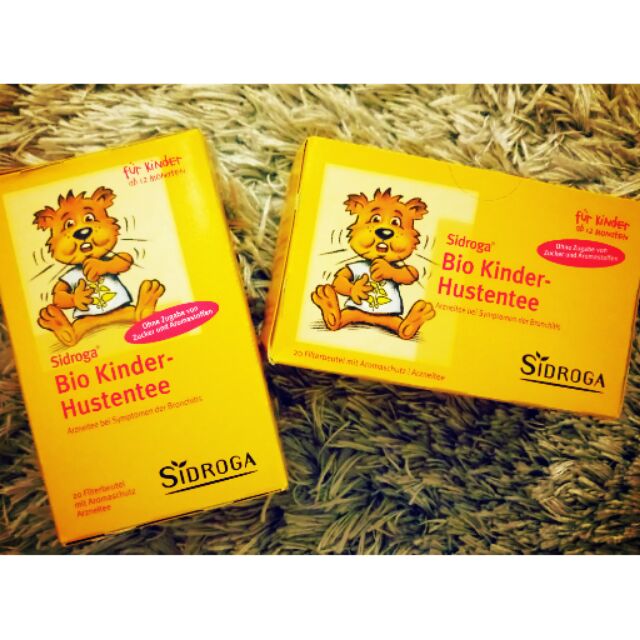 für Kinder
ab 12 Monaten
Ohne Zugabe von
Zucker und Aromastoffen
Sidroga®
Bio Kinder-
Hustentee
Arzneitee bei Symptomen der Bronchitis
20 Filterbeutel
mit Aromaschutz
Arzneitee
SIDROGA
für Kinder
ab 12 Monaten
Ohne Zugabe von
Zucker und Aromastoffen
Sidroga®
Bio Kinder-
Hustentee
Arzneitee bei Symptomen der Bronchitis
20 Filterbeutel mit Aromaschutz | Arzneitee
SIDROGA